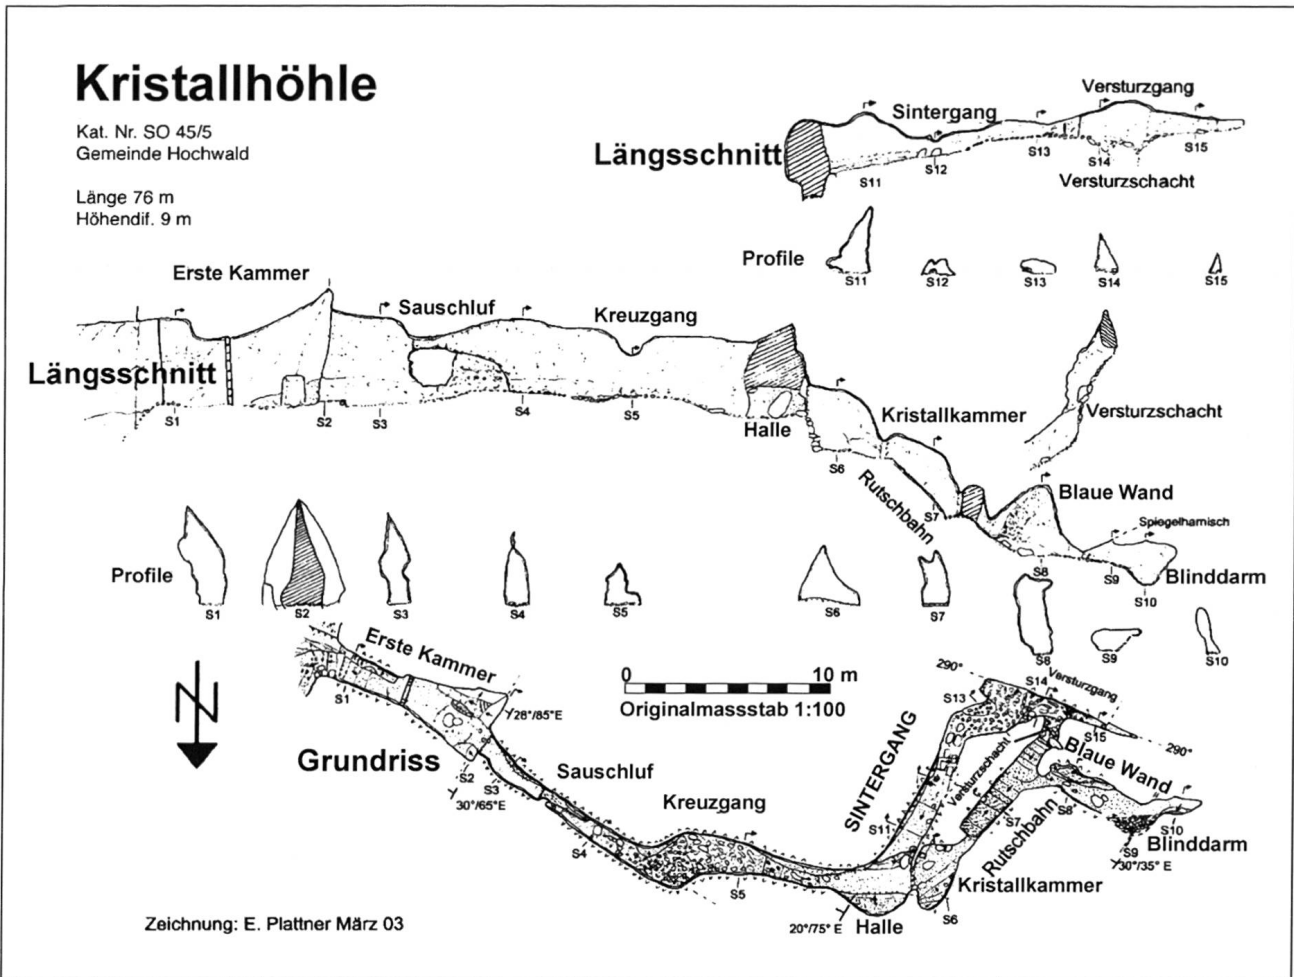 Kristallhöhle
Kat. Nr. SO 45/5
Gemeinde Hochwald
Länge 76 m
Höhendif. 9 m
Versturzgang
Sintergang
Längsschnitt
S11
S12
S13
S14
S15
Versturzschacht
Profile
S11
S12
S13
S14
S15
Erste Kammer
Sauschluf
Kreuzgang
Längsschnitt
S1
S2
S3
S4
S5
Halle
S6
Kristallkammer
Rutschbahn
S7
Versturzschacht
Blaue Wand
Spiegelharnisch
S8
S9
S10
Blinddarm
Profile
S1
S2
S3
S4
S5
S6
S7
S8
S9
S10
N
0 10 m
Originalmassstab 1:100
Grundriss
Erste Kammer
S1
28°/85°E
S2
30°/65°E
S3
Sauschluf
S4
Kreuzgang
S5
20°/75° E
Halle
S6
Kristallkammer
SINTERGANG
S11
S13
290°
S14
Versturzgang
S15
290°
Versturzschacht
S7
Rutschbahn
Blaue Wand
S8
S9
30°/35° E
S10
Blinddarm
Zeichnung: E. Plattner März 03